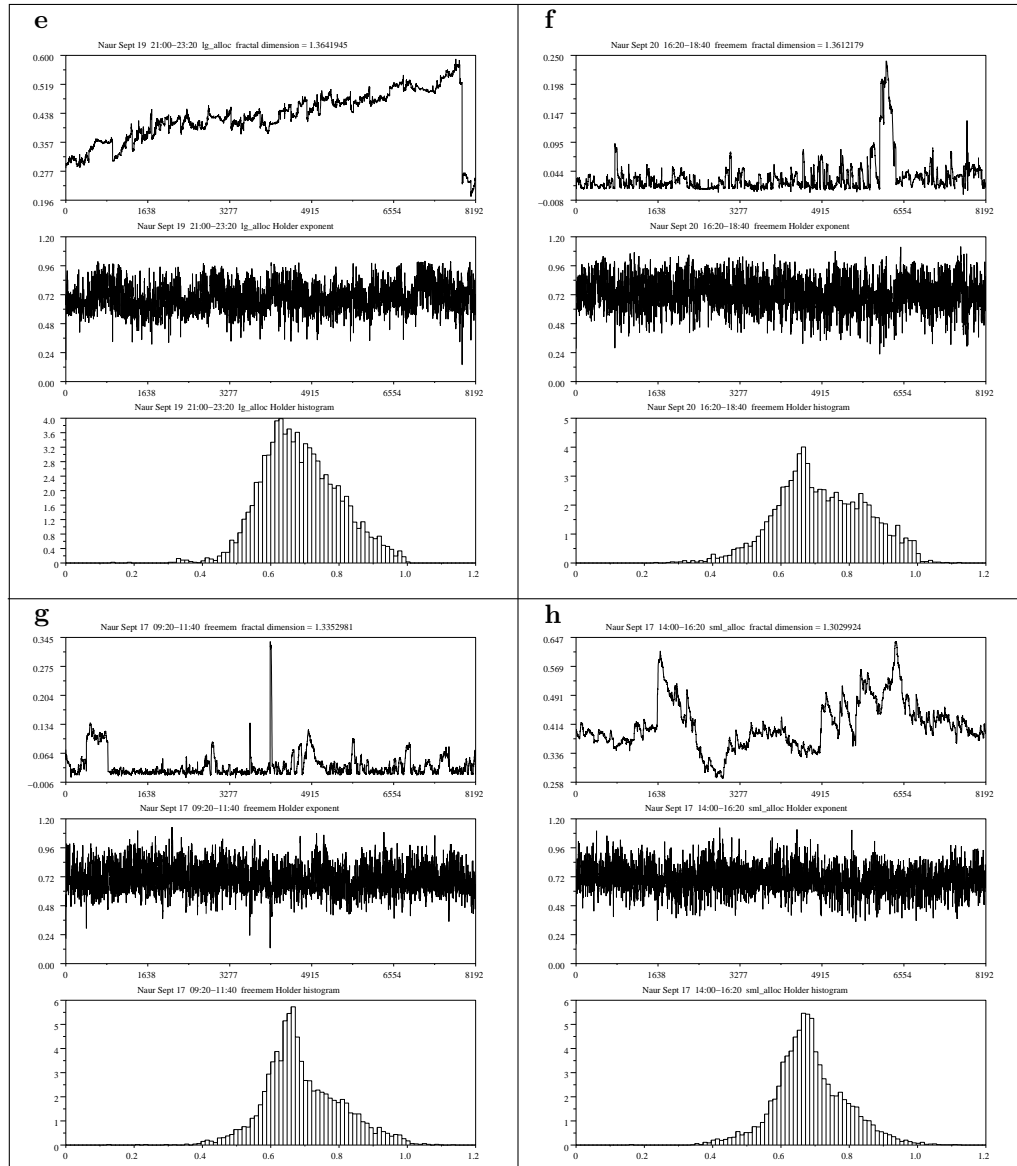 e
Naur Sept 19 21:00−23:20 lg_alloc fractal dimension = 1.3641945
0.600
0.519
0.438
0.357
0.277
0.196
0 1638 3277 4915 6554 8192
Naur Sept 19 21:00−23:20 lg_alloc Holder exponent
1.20
0.96
0.72
0.48
0.24
0.00
0 1638 3277 4915 6554 8192
Naur Sept 19 21:00−23:20 lg_alloc Holder histogram
4.0
3.6
3.2
2.8
2.4
2.0
1.6
1.2
0.8
0.4
0
0 0.2 0.4 0.6 0.8 1.0 1.2
f
Naur Sept 20 16:20−18:40 freemem fractal dimension = 1.3612179
0.250
0.198
0.147
0.095
0.044
−0.008
0 1638 3277 4915 6554 8192
Naur Sept 20 16:20−18:40 freemem Holder exponent
1.20
0.96
0.72
0.48
0.24
0.00
0 1638 3277 4915 6554 8192
Naur Sept 20 16:20−18:40 freemem Holder histogram
5
4
3
2
1
0
0 0.2 0.4 0.6 0.8 1.0 1.2
g
Naur Sept 17 09:20−11:40 freemem fractal dimension = 1.3352981
0.345
0.275
0.204
0.134
0.064
−0.006
0 1638 3277 4915 6554 8192
Naur Sept 17 09:20−11:40 freemem Holder exponent
1.20
0.96
0.72
0.48
0.24
0.00
0 1638 3277 4915 6554 8192
Naur Sept 17 09:20−11:40 freemem Holder histogram
6
5
4
3
2
1
0
0 0.2 0.4 0.6 0.8 1.0 1.2
h
Naur Sept 17 14:00−16:20 sml_alloc fractal dimension = 1.3029924
0.647
0.569
0.491
0.414
0.336
0.258
0 1638 3277 4915 6554 8192
Naur Sept 17 14:00−16:20 sml_alloc Holder exponent
1.20
0.96
0.72
0.48
0.24
0.00
0 1638 3277 4915 6554 8192
Naur Sept 17 14:00−16:20 sml_alloc Holder histogram
6
5
4
3
2
1
0
0 0.2 0.4 0.6 0.8 1.0 1.2